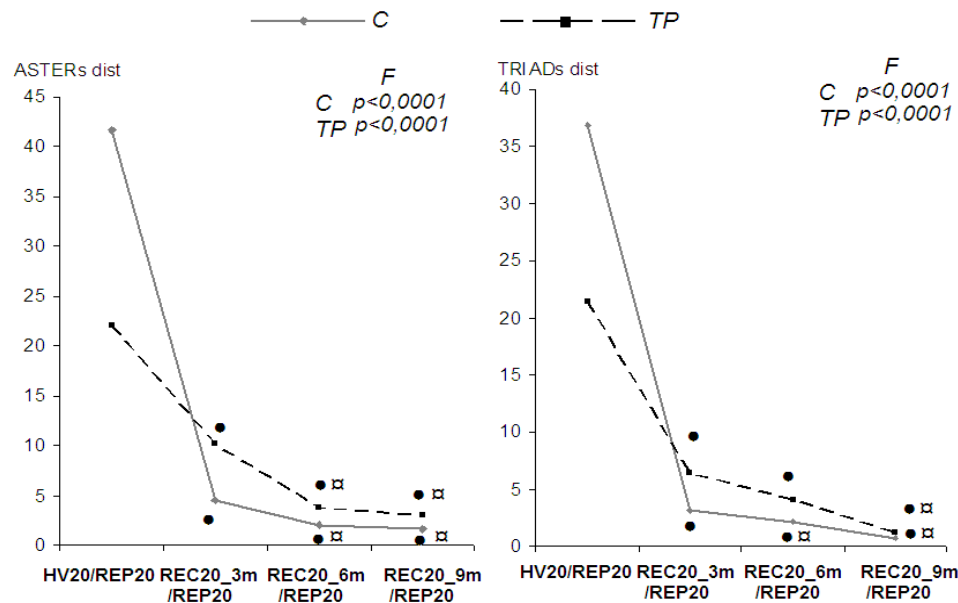 C
TP
ASTERs dist
F
C p<0,0001
TP p<0,0001
45
40
35
30
25
20
15
10
5
0
HV20/REP20 REC20_3m REC20_6m REC20_9m
/REP20 /REP20 /REP20
TRIADs dist
F
C p<0,0001
TP p<0,0001
40
35
30
25
20
15
10
5
0
HV20/REP20 REC20_3m REC20_6m REC20_9m
/REP20 /REP20 /REP20